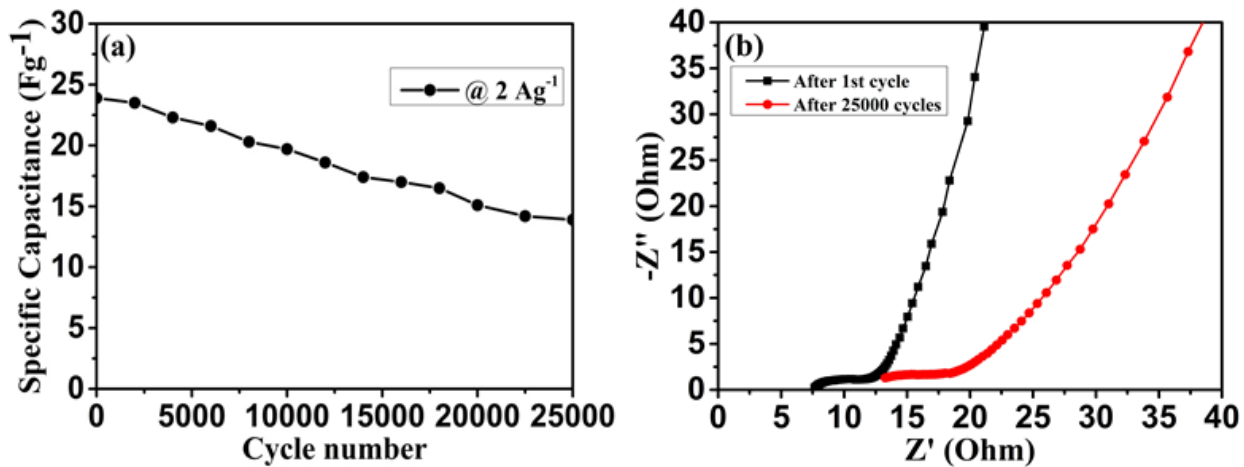 (a)
@ 2 Ag-1
Specific Capacitance (Fg-1)
30
25
20
15
10
5
0
0 5000 10000 15000 20000 25000
Cycle number
(b)
After 1st cycle
After 25000 cycles
-Z'' (Ohm)
40
35
30
25
20
15
10
5
0
0 5 10 15 20 25 30 35 40
Z' (Ohm)